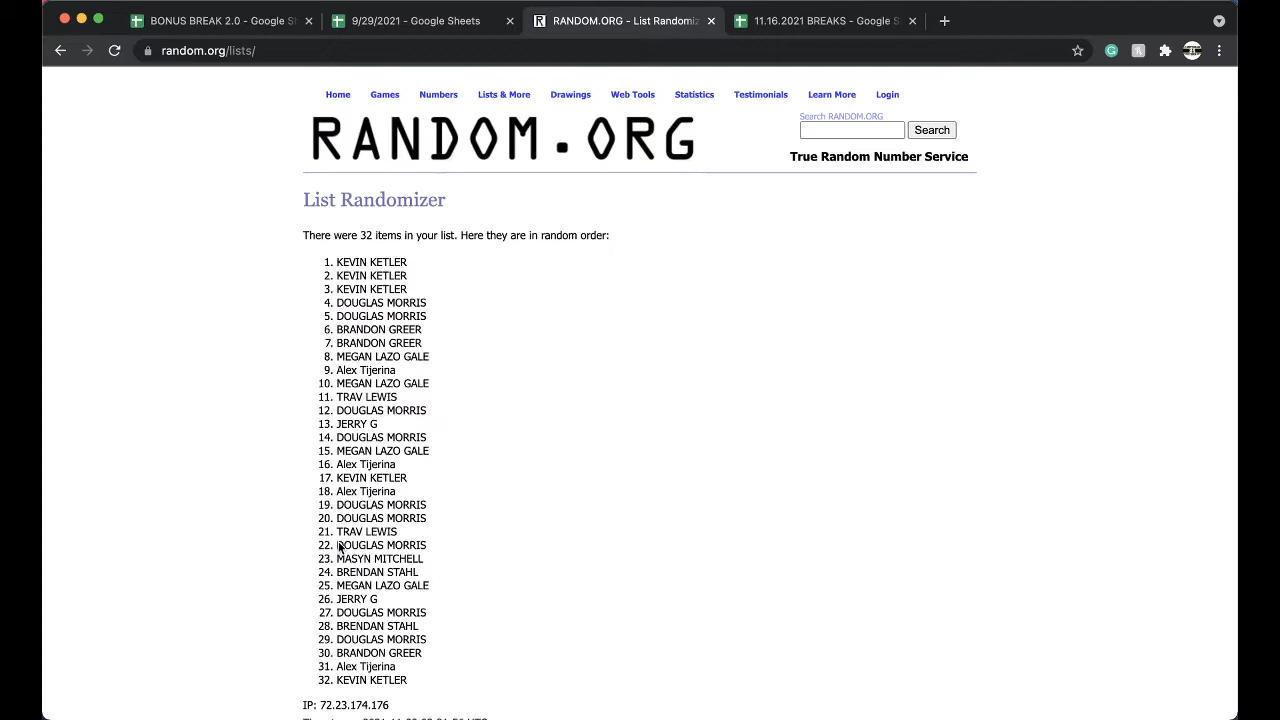 BONUS BREAK 2.0 - Google Sh
9/29/2021 - Google Sheets
RANDOM.ORG - List Randomiz
11.16.2021 BREAKS - Google S
random.org/lists/
Home Games Numbers Lists & More Drawings Web Tools Statistics Testimonials Learn More Login
RANDOM.ORG
Search RANDOM.ORG
Search
True Random Number Service
List Randomizer
There were 32 items in your list. Here they are in random order:
1. KEVIN KETLER
2. KEVIN KETLER
3. KEVIN KETLER
4. DOUGLAS MORRIS
5. DOUGLAS MORRIS
6. BRANDON GREER
7. BRANDON GREER
8. MEGAN LAZO GALE
9. Alex Tijerina
10. MEGAN LAZO GALE
11. TRAV LEWIS
12. DOUGLAS MORRIS
13. JERRY G
14. DOUGLAS MORRIS
15. MEGAN LAZO GALE
16. Alex Tijerina
17. KEVIN KETLER
18. Alex Tijerina
19. DOUGLAS MORRIS
20. DOUGLAS MORRIS
21. TRAV LEWIS
22. DOUGLAS MORRIS
23. MASYN MITCHELL
24. BRENDAN STAHL
25. MEGAN LAZO GALE
26. JERRY G
27. DOUGLAS MORRIS
28. BRENDAN STAHL
29. DOUGLAS MORRIS
30. BRANDON GREER
31. Alex Tijerina
32. KEVIN KETLER
IP: 72.23.174.176